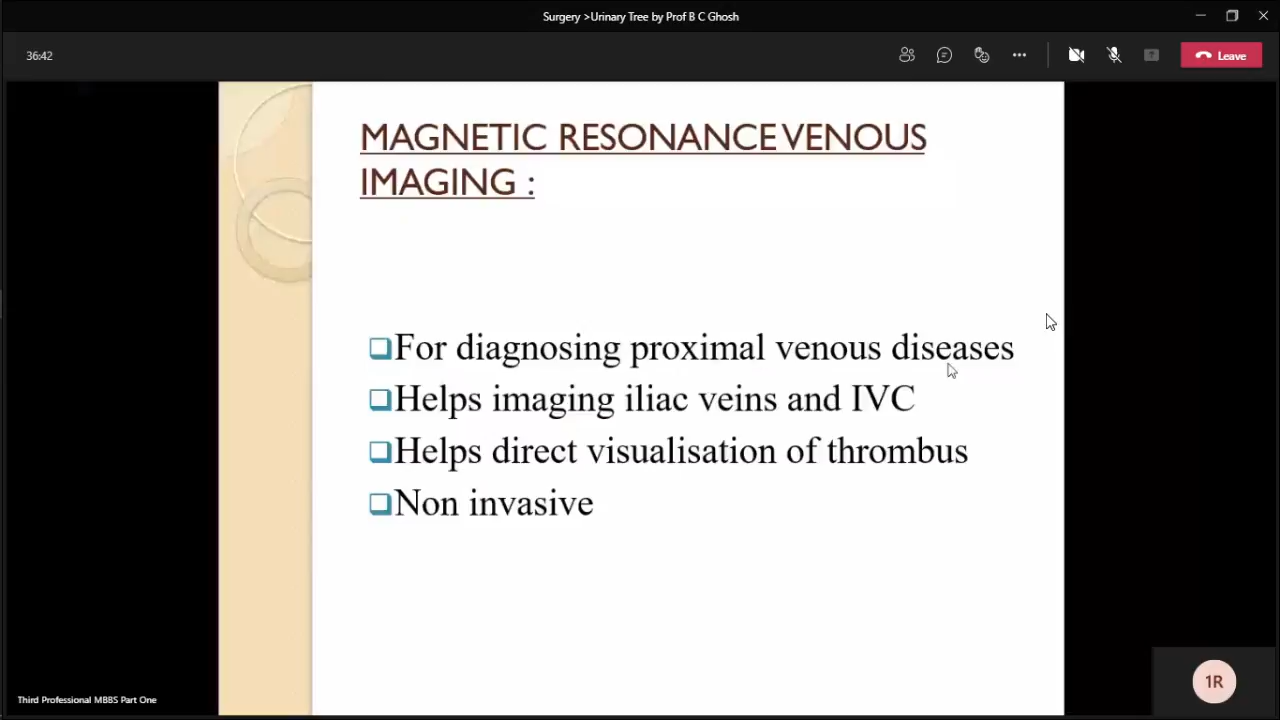 Surgery >Urinary Tree by Prof B C Ghosh
36:42
Leave
MAGNETIC RESONANCE VENOUS
IMAGING :
For diagnosing proximal venous diseases
Helps imaging iliac veins and IVC
Helps direct visualisation of thrombus
Non invasive
Third Professional MBBS Part One
1R